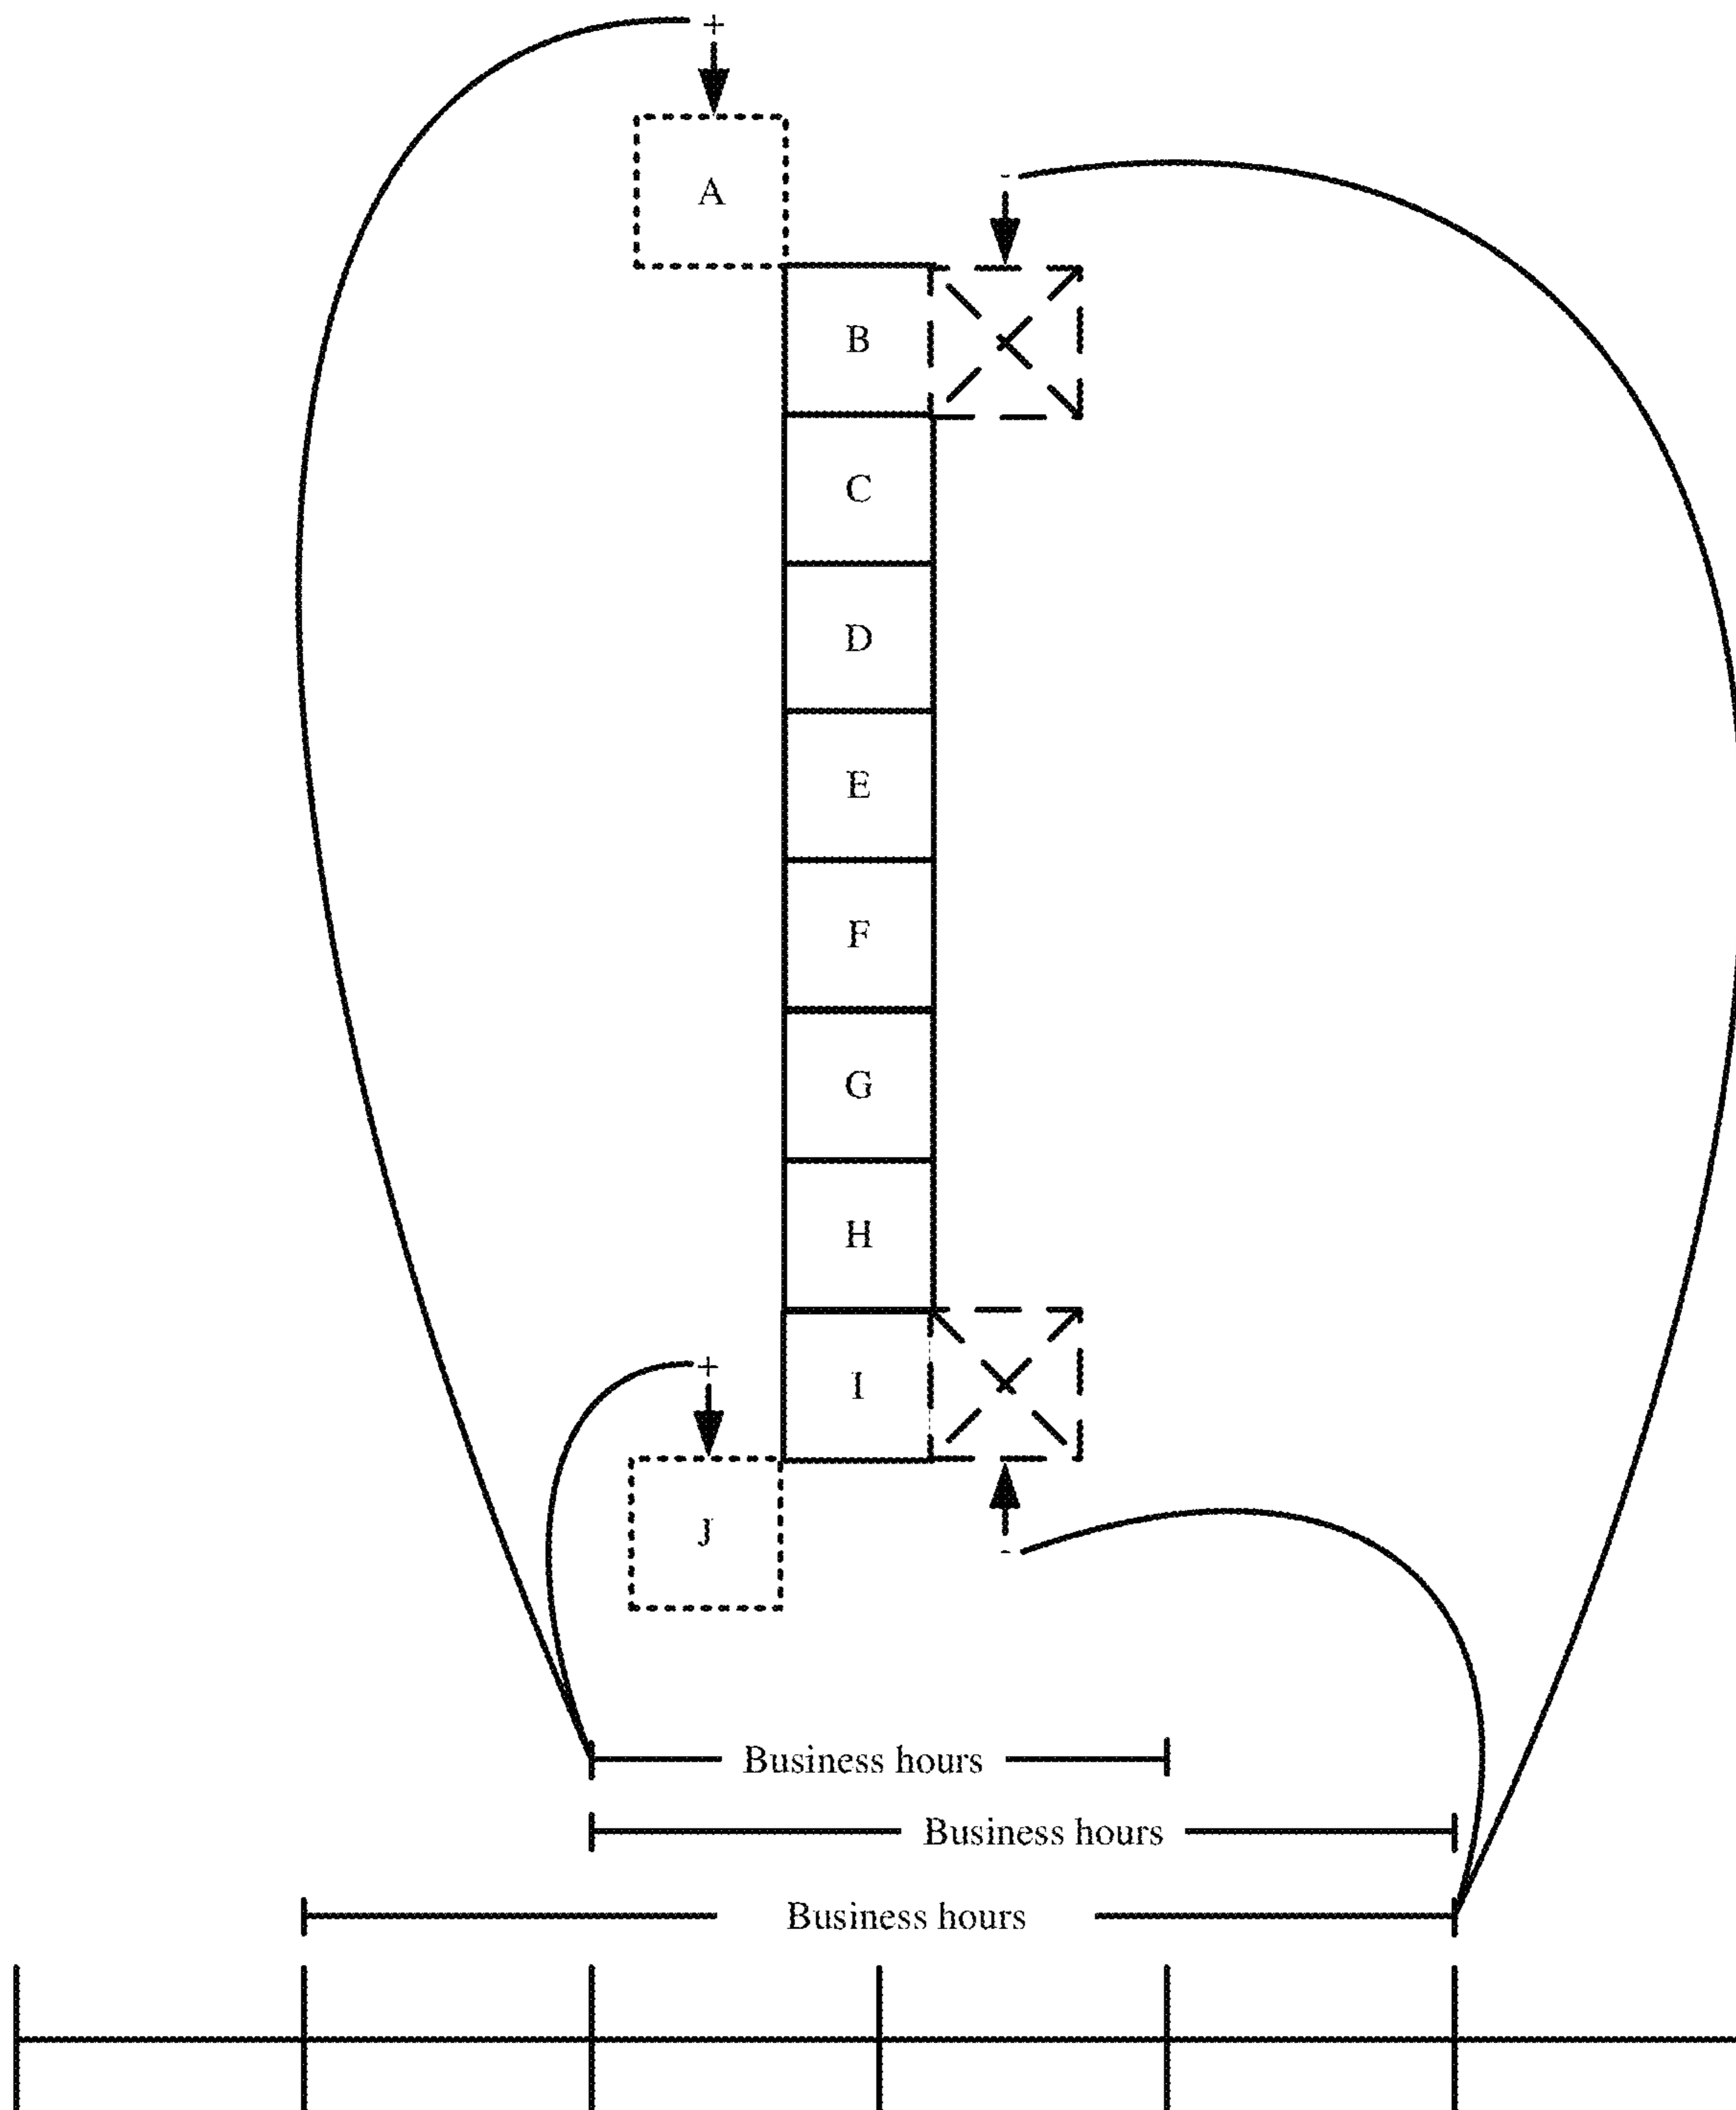 +
A
-
B
C
D
E
F
G
H
+
I
J
-
Business hours
Business hours
Business hours